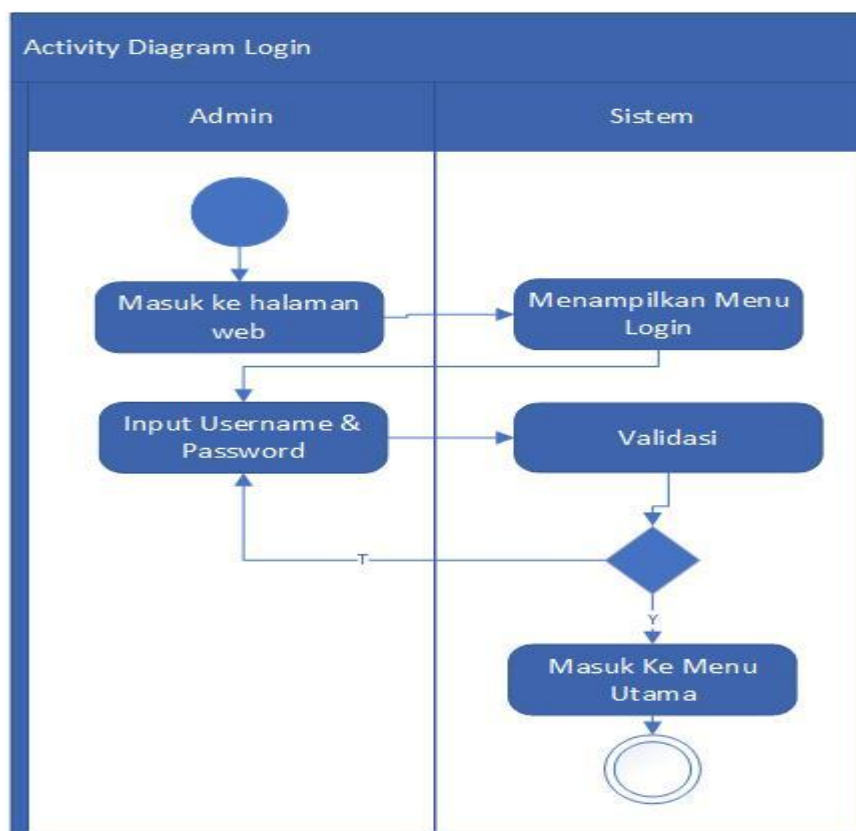 Activity Diagram Login
Admin
Sistem
Masuk ke halaman
web
Menampilkan Menu
Login
Input Username &
Password
Validasi
T
Y
Masuk Ke Menu
Utama